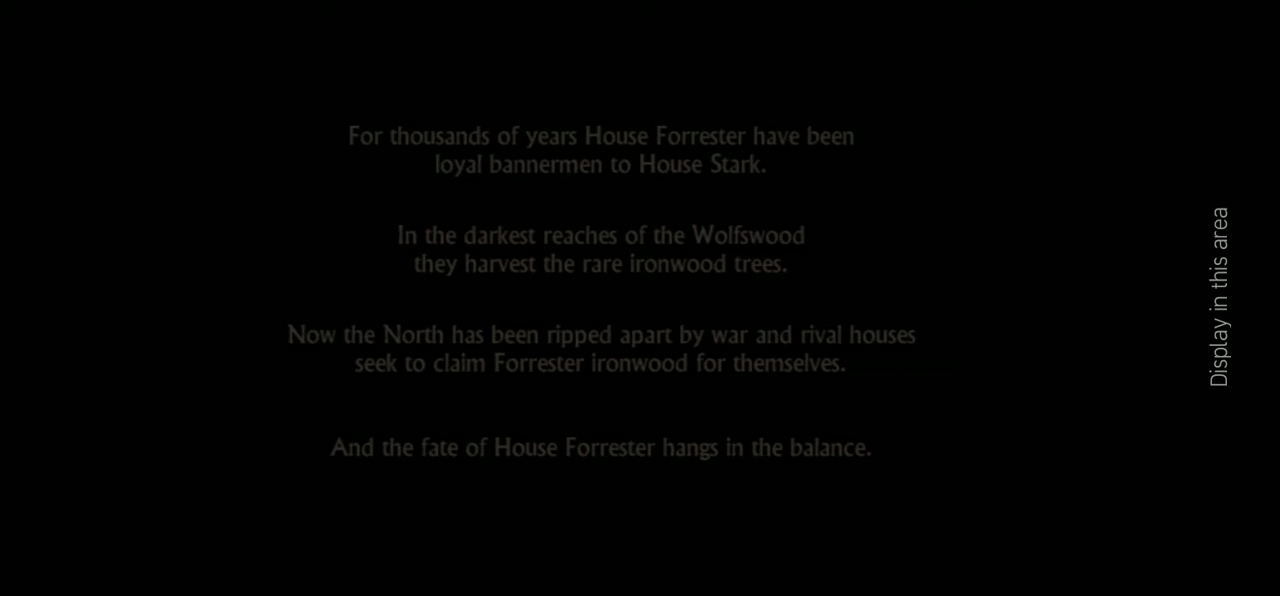 For thousands of years House Forrester have been
loyal bannermen to House Stark.
In the darkest reaches of the Wolfswood
they harvest the rare ironwood trees.
Now the North has been ripped apart by war and rival houses
seek to claim Forrester ironwood for themselves.
And the fate of House Forrester hangs in the balance.
Display in this area